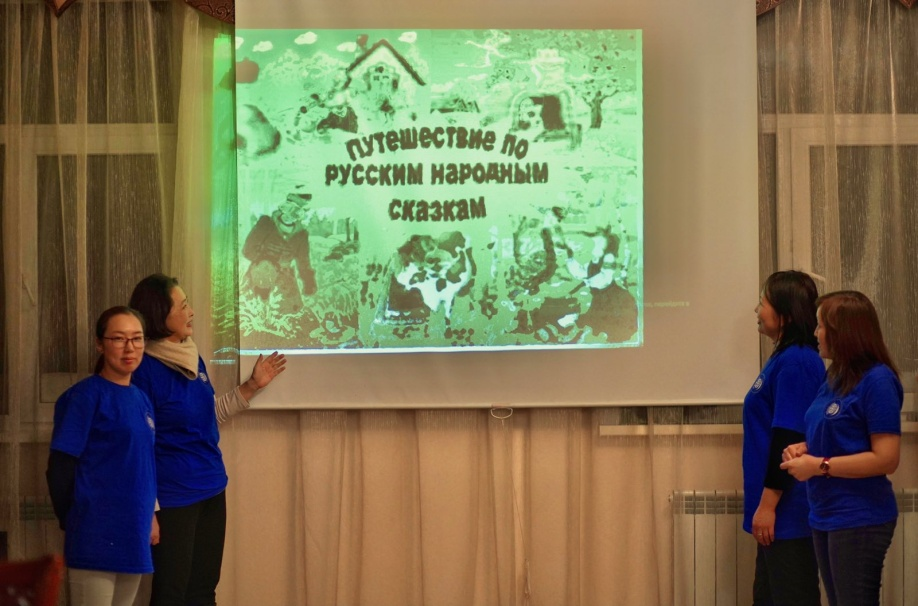 Путешествие по
русским народным
сказкам